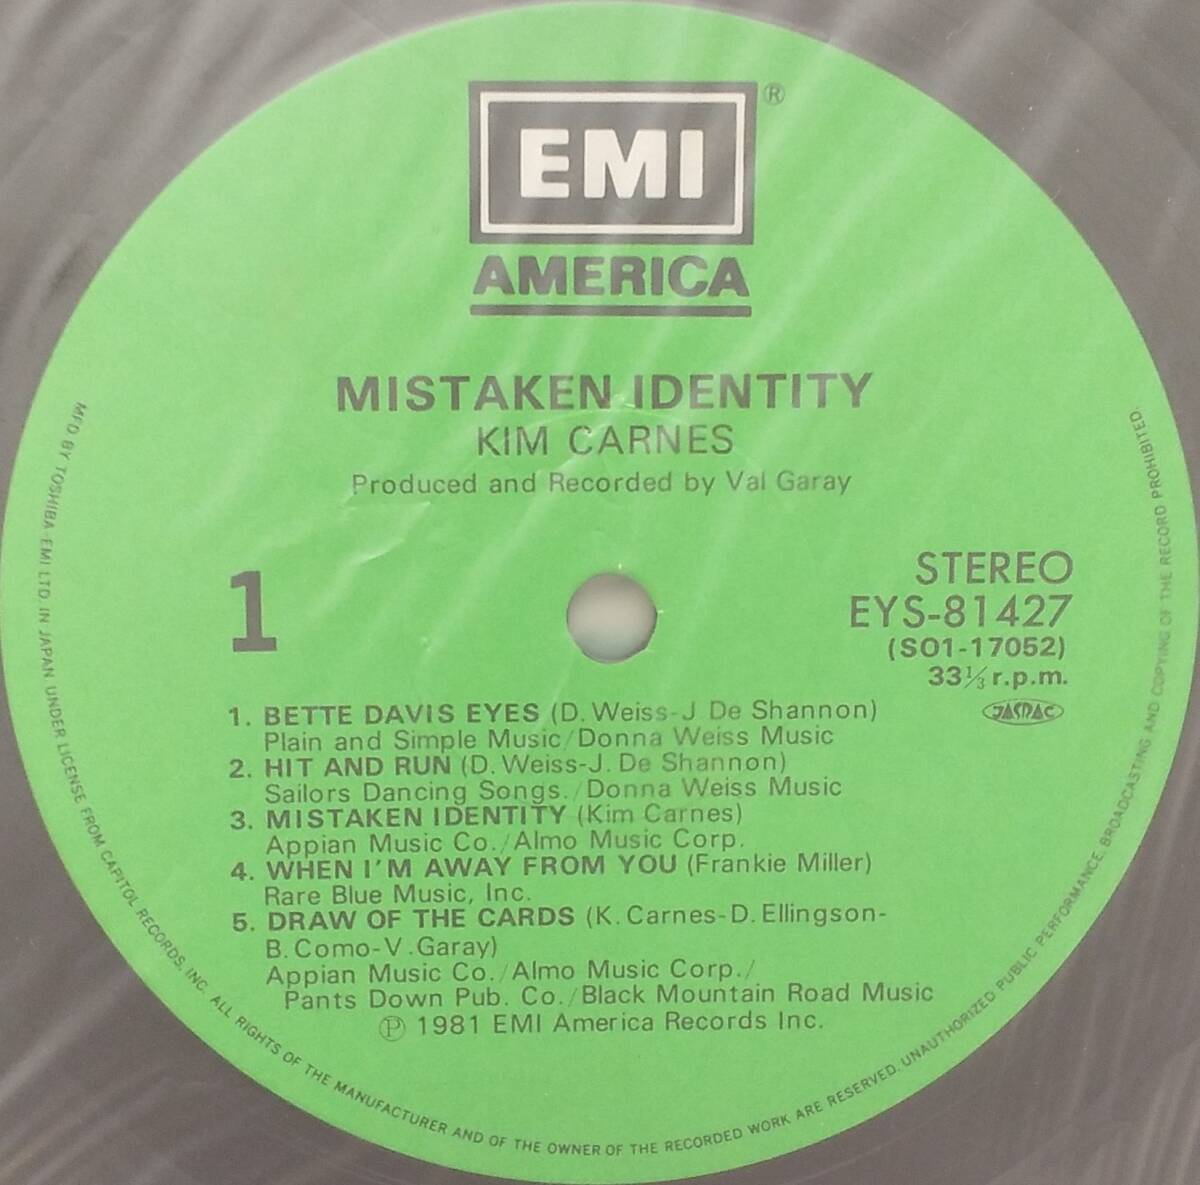 EMI ®
AMERICA
MISTAKEN IDENTITY
KIM CARNES
Produced and Recorded by Val Garay
1
STEREO
EYS-81427
(SO1-17052)
33⅓ r.p.m.
JASRAC
1. BETTE DAVIS EYES (D. Weiss-J De Shannon)
Plain and Simple Music/Donna Weiss Music
2. HIT AND RUN (D. Weiss-J. De Shannon)
Sailors Dancing Songs./Donna Weiss Music
3. MISTAKEN IDENTITY (Kim Carnes)
Appian Music Co./Almo Music Corp.
4. WHEN I'M AWAY FROM YOU (Frankie Miller)
Rare Blue Music, Inc.
5. DRAW OF THE CARDS (K. Carnes-D. Ellingson-
B. Como-V. Garay)
Appian Music Co./Almo Music Corp./
Pants Down Pub. Co./Black Mountain Road Music
℗ 1981 EMI America Records Inc.
MFD BY TOSHIBA-EMI LTD. IN JAPAN UNDER LICENSE FROM CAPITOL RECORDS, INC. ALL RIGHTS OF THE MANUFACTURER AND OF THE OWNER OF THE RECORDED WORK ARE RESERVED. UNAUTHORIZED PUBLIC PERFORMANCE, BROADCASTING AND COPYING OF THE RECORD PROHIBITED.